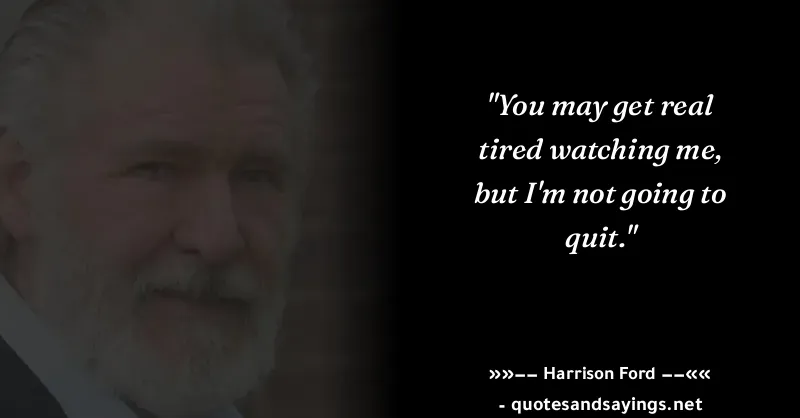 "You may get real
tired watching me,
but I'm not going to
quit."
»»–– Harrison Ford ––««
- quotesandsayings.net